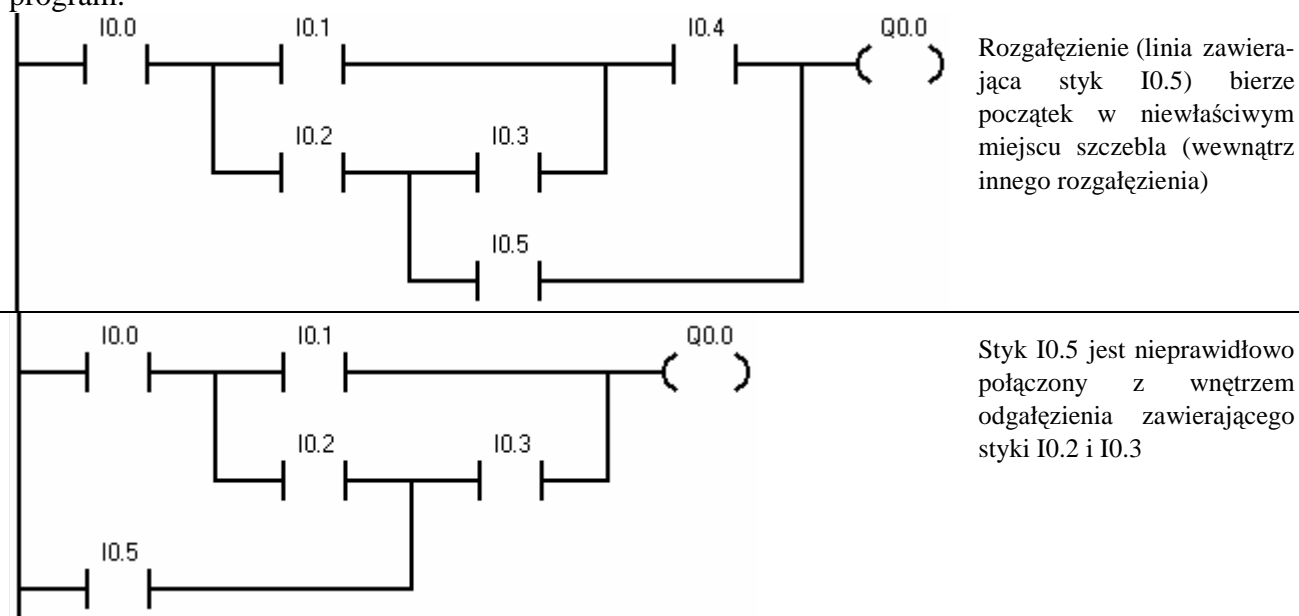 program.
I0.0 I0.1 I0.4 Q0.0
I0.2 I0.3
I0.5
Rozgałęzienie (linia zawiera-
jąca styk I0.5) bierze
początek w niewłaściwym
miejscu szczebla (wewnątrz
innego rozgałęzienia)
I0.0 I0.1 Q0.0
I0.2 I0.3
I0.5
Styk I0.5 jest nieprawidłowo
połączony z wnętrzem
odgałęzienia zawierającego
styki I0.2 i I0.3